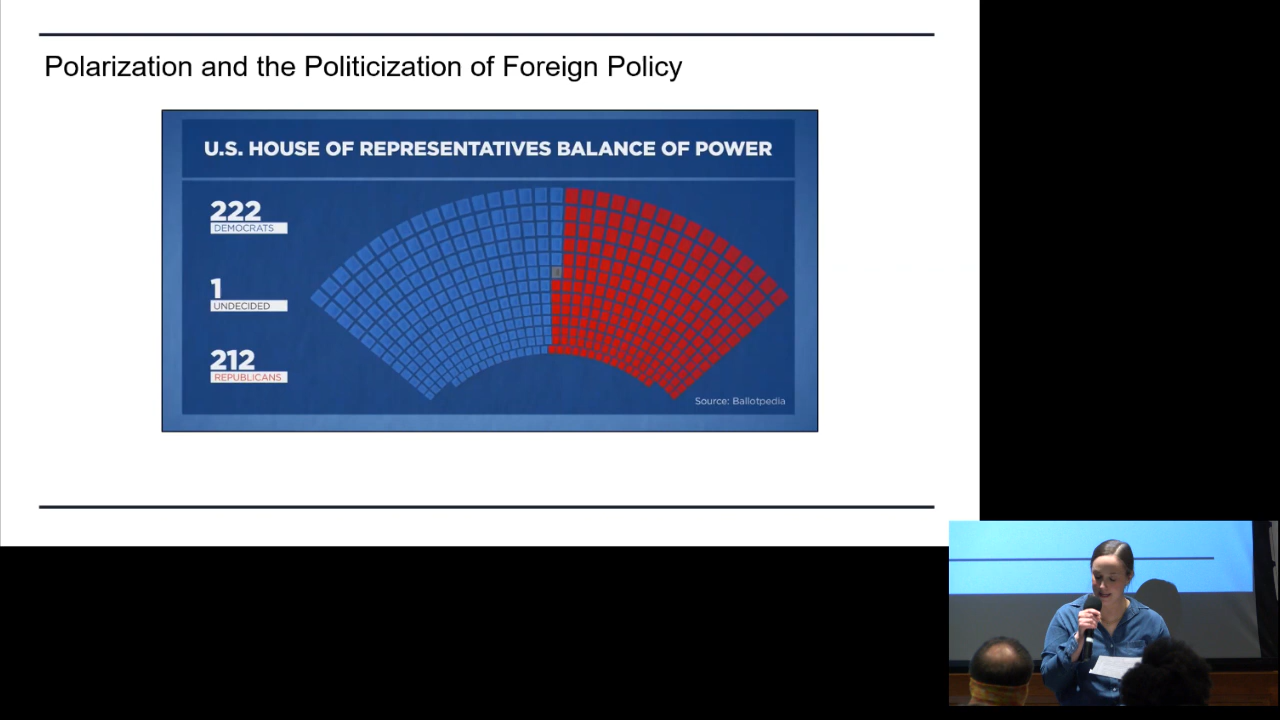 Polarization and the Politicization of Foreign Policy
U.S. HOUSE OF REPRESENTATIVES BALANCE OF POWER
222
DEMOCRATS
1
UNDECIDED
212
REPUBLICANS
Source: Ballotpedia